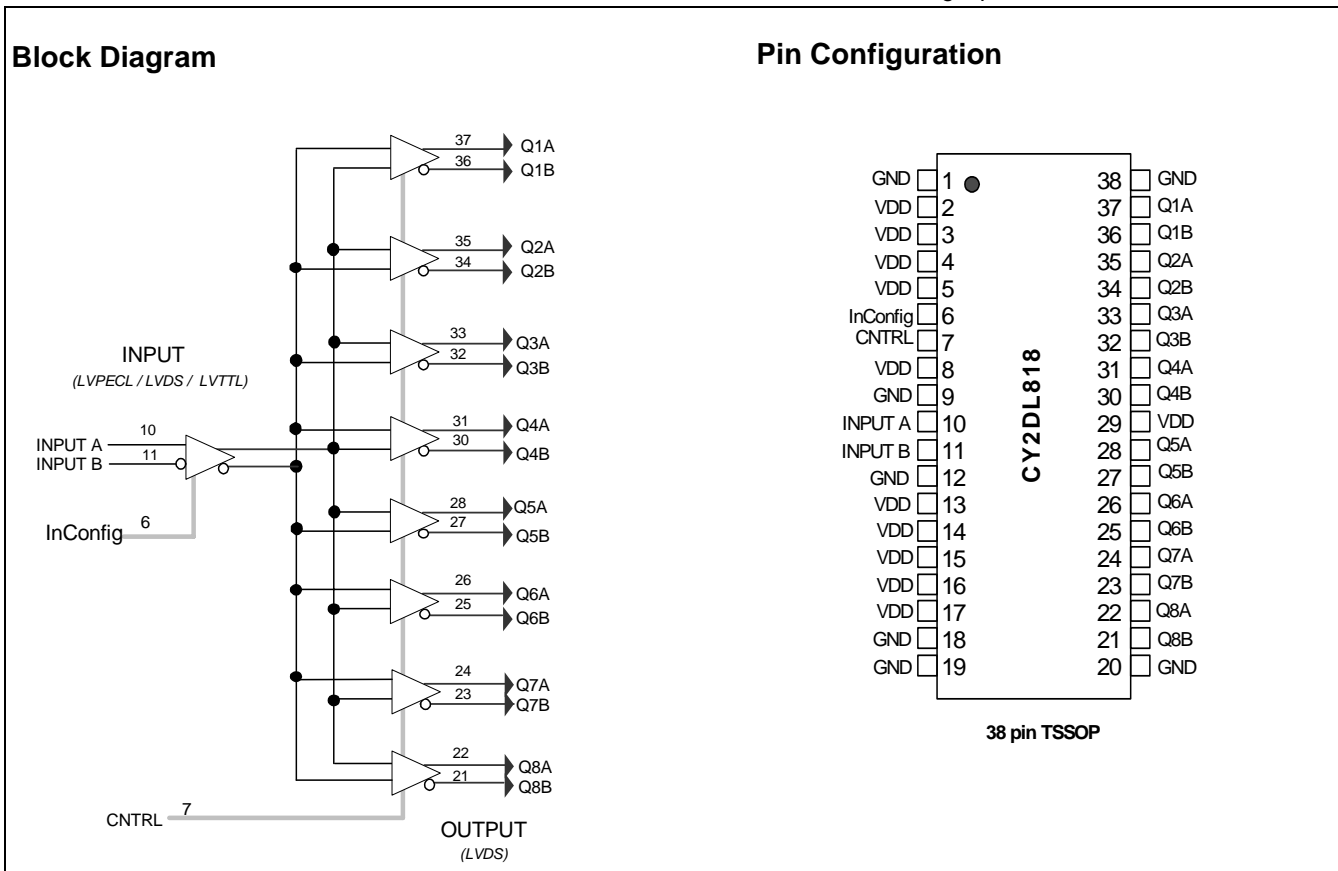 Block Diagram
37
Q1A
36
Q1B
35
Q2A
34
Q2B
33
Q3A
32
Q3B
INPUT
(LVPECL / LVDS / LVTTL)
31
Q4A
30
Q4B
INPUT A
10
INPUT B
11
28
Q5A
27
Q5B
InConfig
6
26
Q6A
25
Q6B
24
Q7A
23
Q7B
22
Q8A
21
Q8B
CNTRL
7
OUTPUT
(LVDS)
Pin Configuration
GND 1 38 GND
VDD 2 37 Q1A
VDD 3 36 Q1B
VDD 4 35 Q2A
VDD 5 34 Q2B
InConfig 6 33 Q3A
CNTRL 7 32 Q3B
VDD 8 31 Q4A
GND 9 30 Q4B
INPUT A 10 29 VDD
INPUT B 11 28 Q5A
GND 12 27 Q5B
VDD 13 26 Q6A
VDD 14 25 Q6B
VDD 15 24 Q7A
VDD 16 23 Q7B
VDD 17 22 Q8A
GND 18 21 Q8B
GND 19 20 GND
CY2DL818
38 pin TSSOP